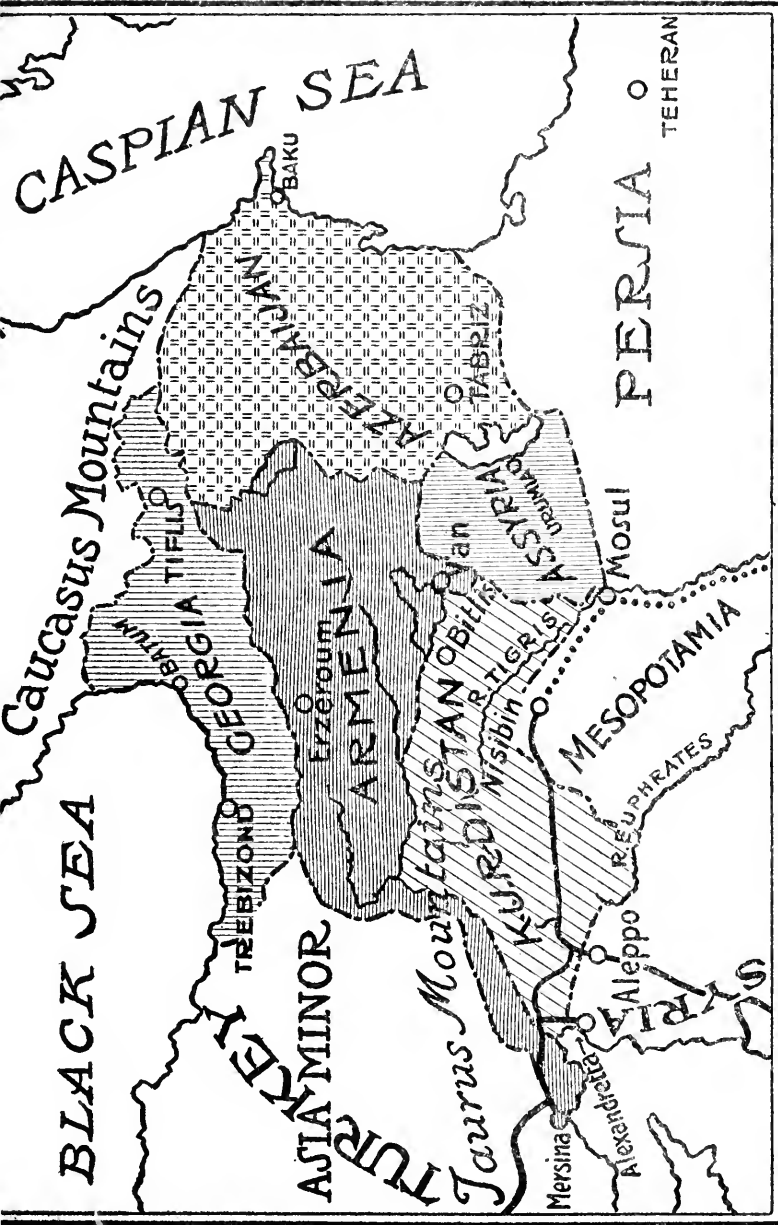 BLACK SEA
Caucasus Mountains
CASPIAN SEA
TREBIZOND
BATUM
TIFLIS
GEORGIA
BAKU
AZERBAIJAN
TURKEY
ASIA MINOR
Erzeroum
ARMENIA
TABRIZ
Taurus Mountains
KURDISTAN
Bitlis
Van
R. TIGRIS
Nisibin
ASSYRIA
URUMIA
Mersina
Alexandretta
Aleppo
SYRIA
R. EUPHRATES
MESOPOTAMIA
Mosul
PERSIA
TEHERAN